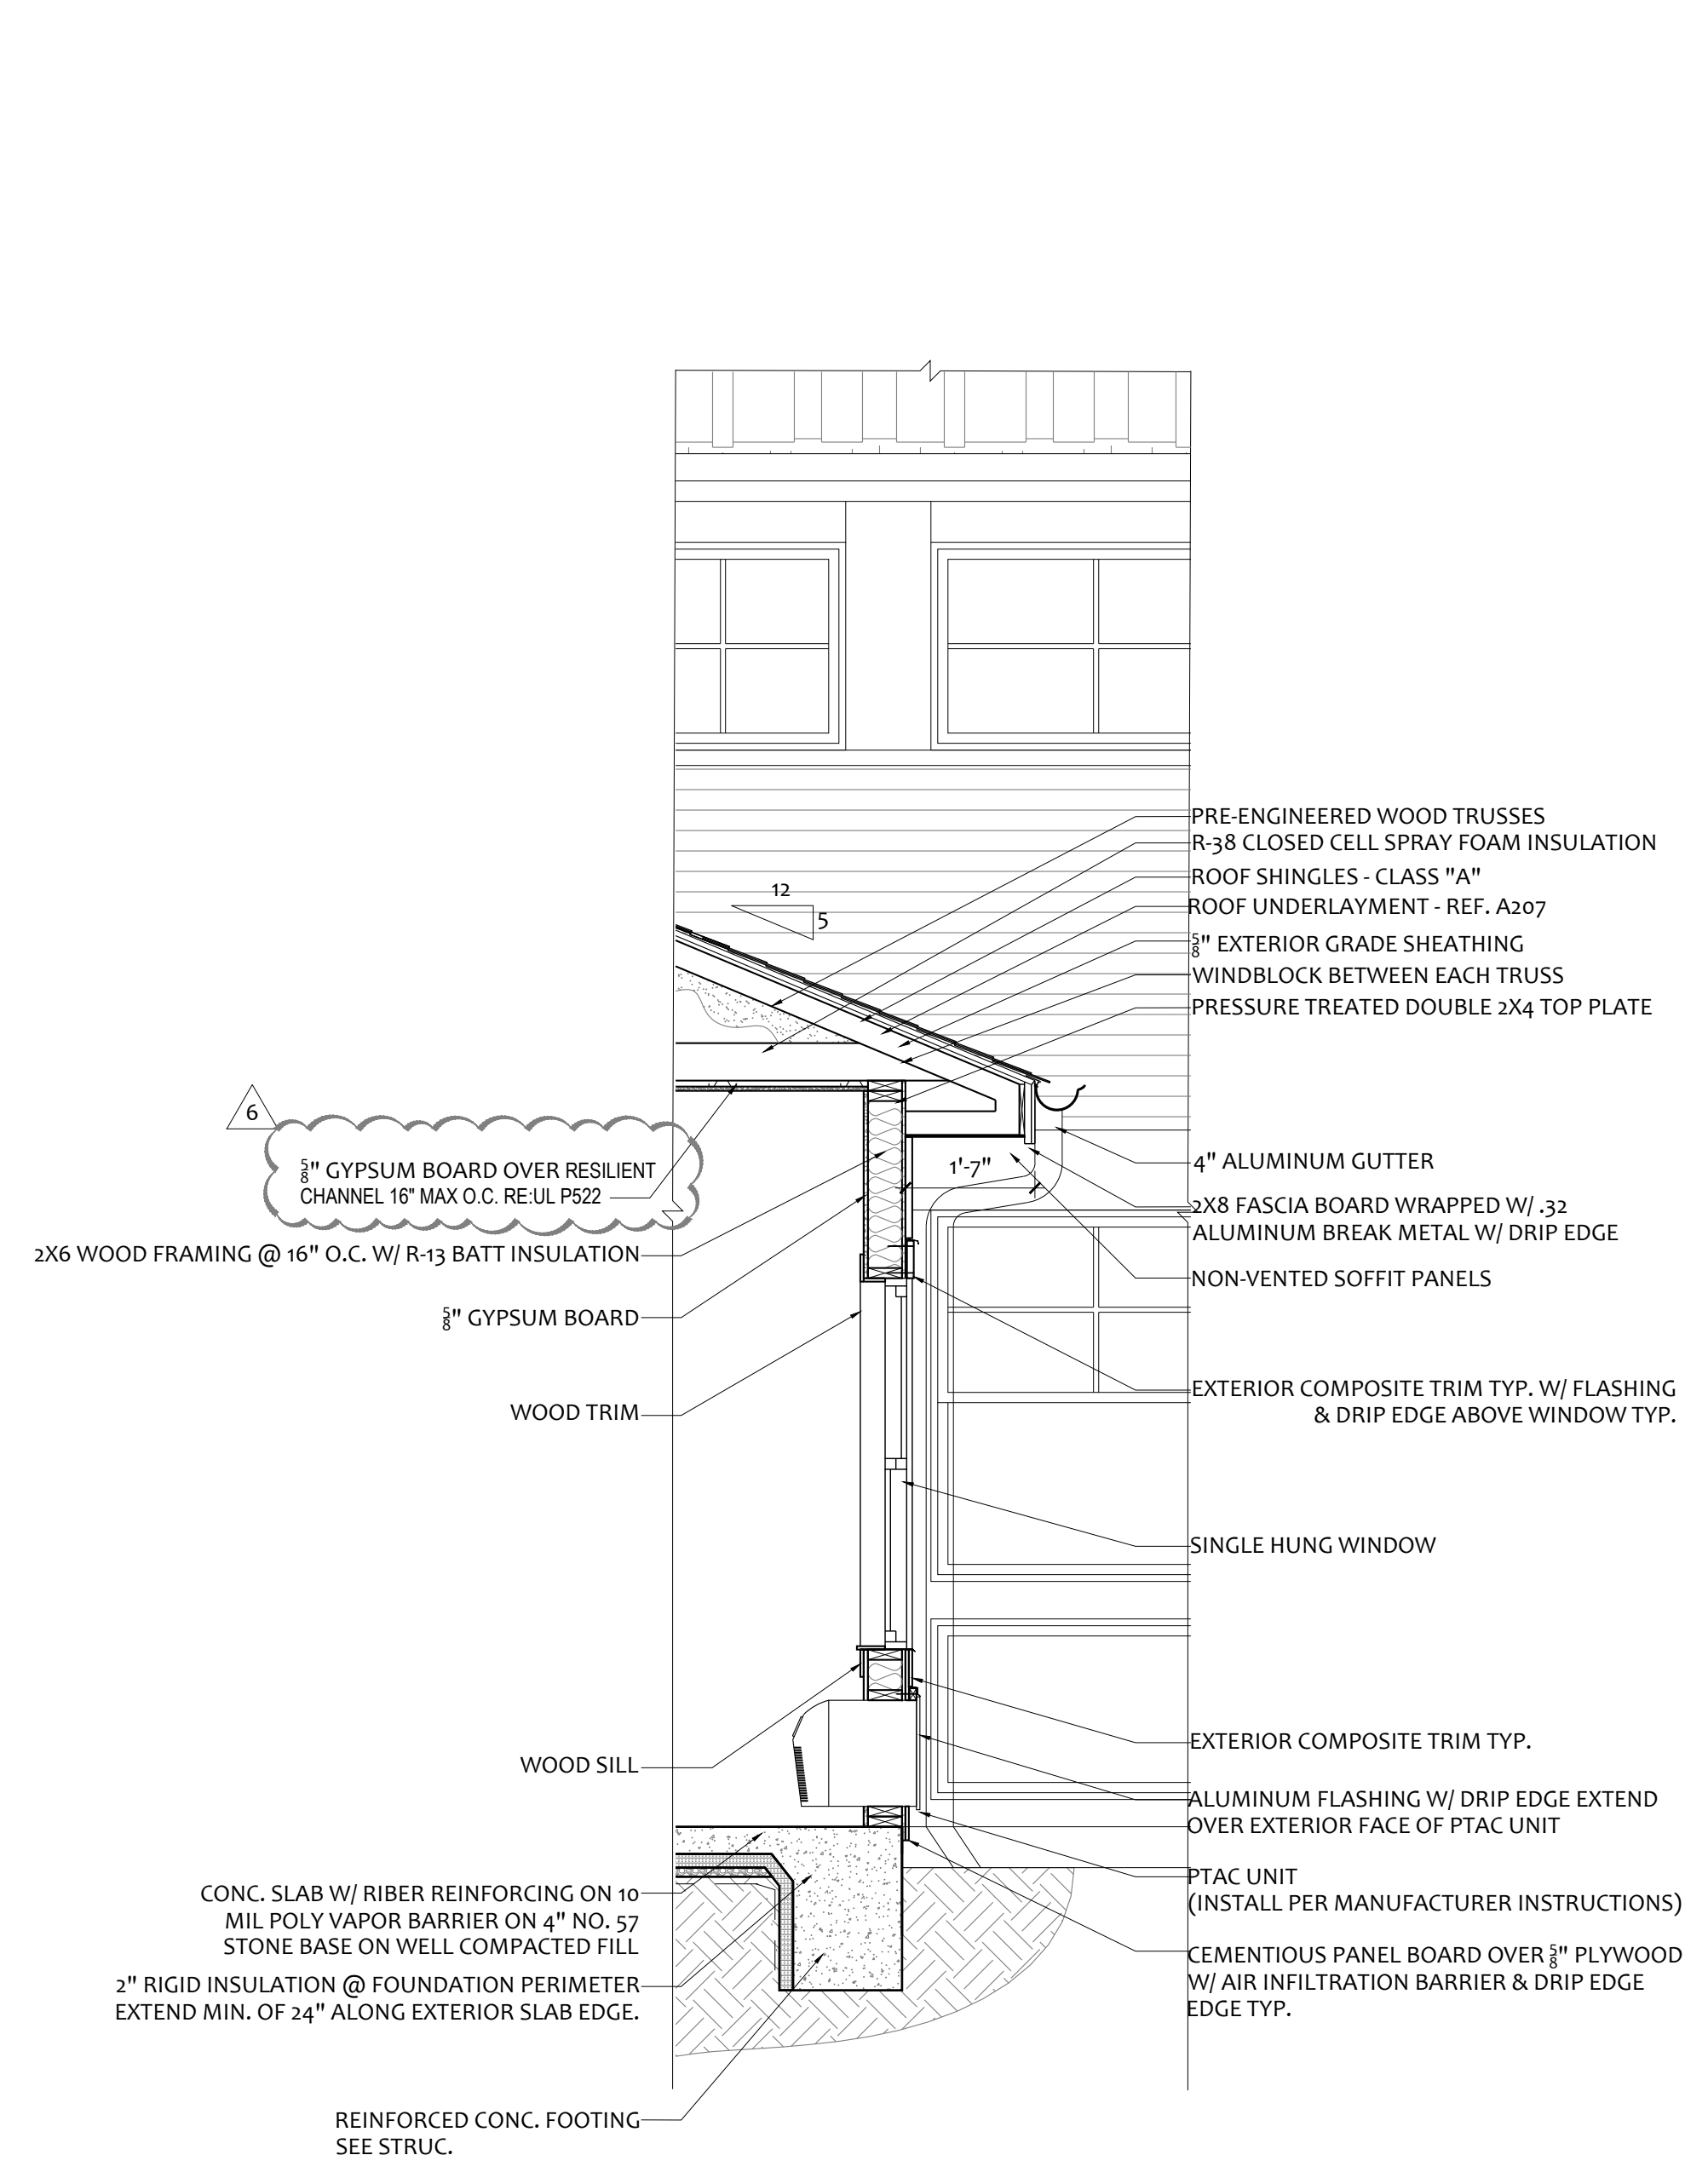 PRE-ENGINEERED WOOD TRUSSES
R-38 CLOSED CELL SPRAY FOAM INSULATION
ROOF SHINGLES - CLASS "A"
12
5
ROOF UNDERLAYMENT - REF. A207
5/8" EXTERIOR GRADE SHEATHING
WINDBLOCK BETWEEN EACH TRUSS
PRESSURE TREATED DOUBLE 2X4 TOP PLATE
6
5/8" GYPSUM BOARD OVER RESILIENT
CHANNEL 16" MAX O.C. RE:UL P522
1'-7"
4" ALUMINUM GUTTER
2X8 FASCIA BOARD WRAPPED W/ .32
ALUMINUM BREAK METAL W/ DRIP EDGE
2X6 WOOD FRAMING @ 16" O.C. W/ R-13 BATT INSULATION
NON-VENTED SOFFIT PANELS
5/8" GYPSUM BOARD
EXTERIOR COMPOSITE TRIM TYP. W/ FLASHING
& DRIP EDGE ABOVE WINDOW TYP.
WOOD TRIM
SINGLE HUNG WINDOW
EXTERIOR COMPOSITE TRIM TYP.
WOOD SILL
ALUMINUM FLASHING W/ DRIP EDGE EXTEND
OVER EXTERIOR FACE OF PTAC UNIT
PTAC UNIT
(INSTALL PER MANUFACTURER INSTRUCTIONS)
CONC. SLAB W/ RIBER REINFORCING ON 10
MIL POLY VAPOR BARRIER ON 4" NO. 57
STONE BASE ON WELL COMPACTED FILL
CEMENTIOUS PANEL BOARD OVER 5/8" PLYWOOD
W/ AIR INFILTRATION BARRIER & DRIP EDGE
EDGE TYP.
2" RIGID INSULATION @ FOUNDATION PERIMETER
EXTEND MIN. OF 24" ALONG EXTERIOR SLAB EDGE.
REINFORCED CONC. FOOTING
SEE STRUC.